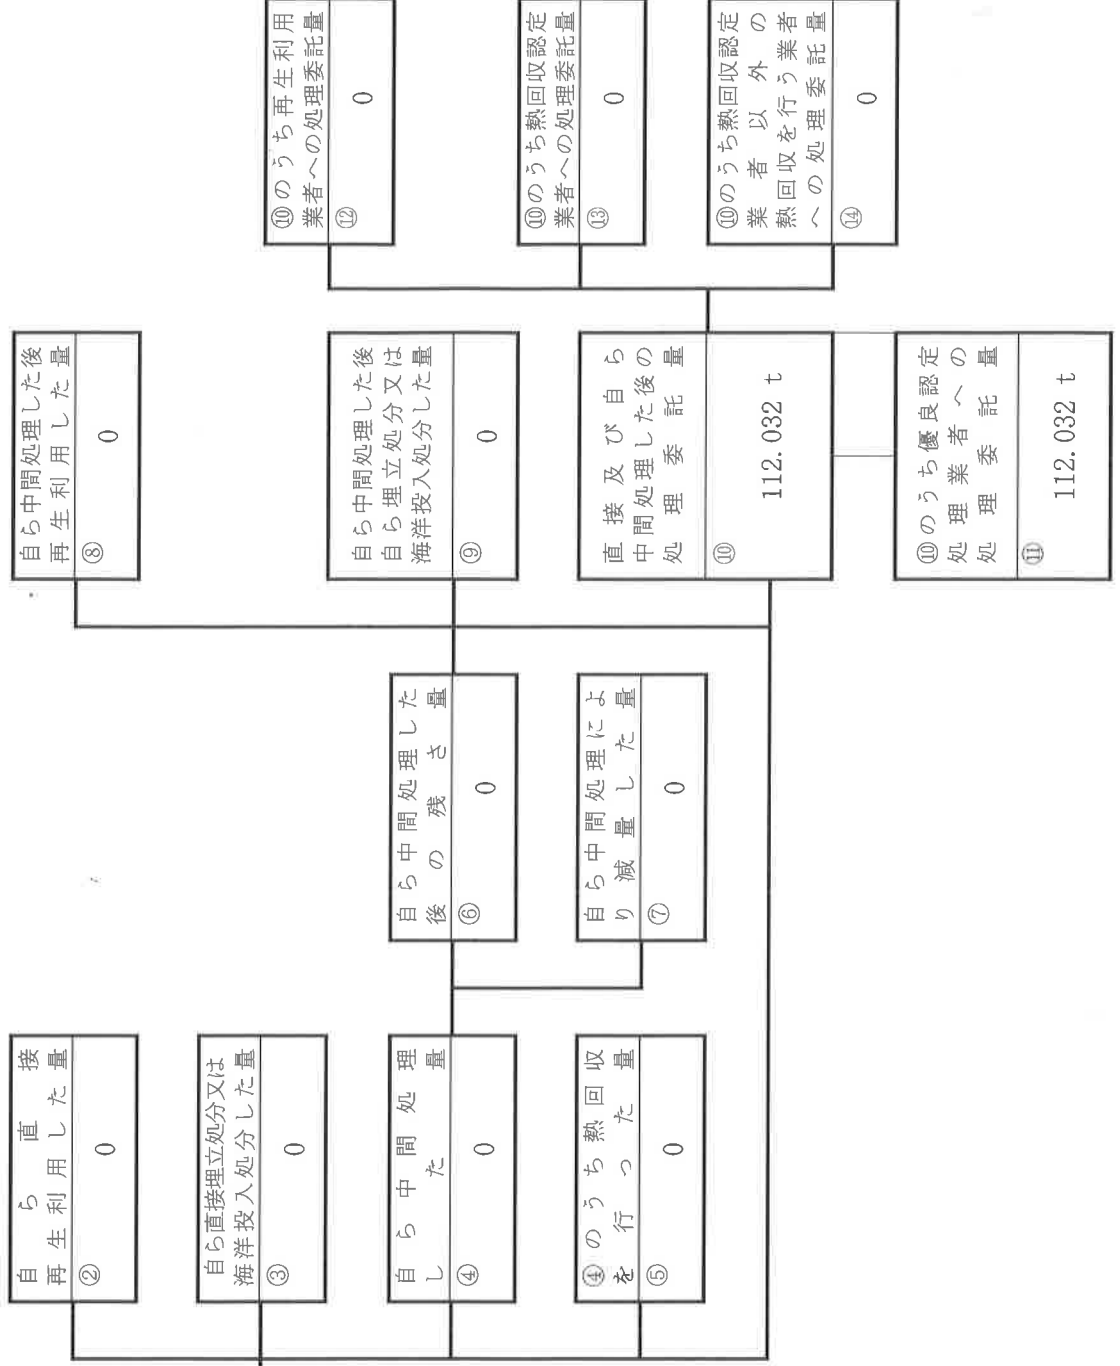 自ら直接
再生利用した量
②
0
自ら直接埋立処分又は
海洋投入処分した量
③
0
自ら中間処理
した量
④
0
④のうち熱回収
を行った量
⑤
0
自ら中間処理した
後の残さ量
⑥
0
自ら中間処理によ
り減量した量
⑦
0
自ら中間処理した後
再生利用した量
⑧
0
自ら中間処理した後
自ら埋立処分又は
海洋投入処分した量
⑨
0
直接及び自ら
中間処理した後の
処理委託量
⑩
112.032 t
⑩のうち優良認定
処理業者への
処理委託量
⑪
112.032 t
⑩のうち再生利用
業者への処理委託量
⑫
0
⑩のうち熱回収認定
業者への処理委託量
⑬
0
⑩のうち熱回収認定
業者以外の
熱回収を行う業者
への処理委託量
⑭
0